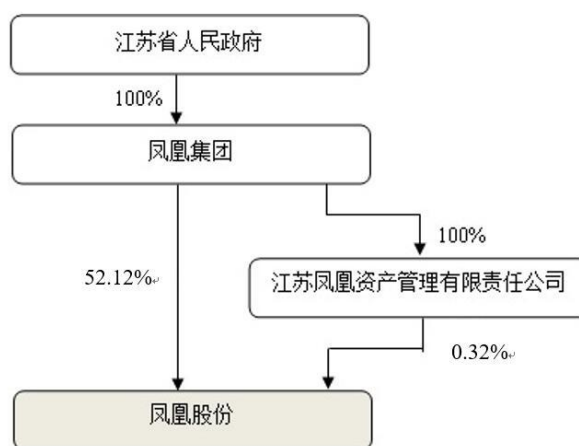 江苏省人民政府
100%
凤凰集团
100%
52.12%
江苏凤凰资产管理有限责任公司
0.32%
凤凰股份